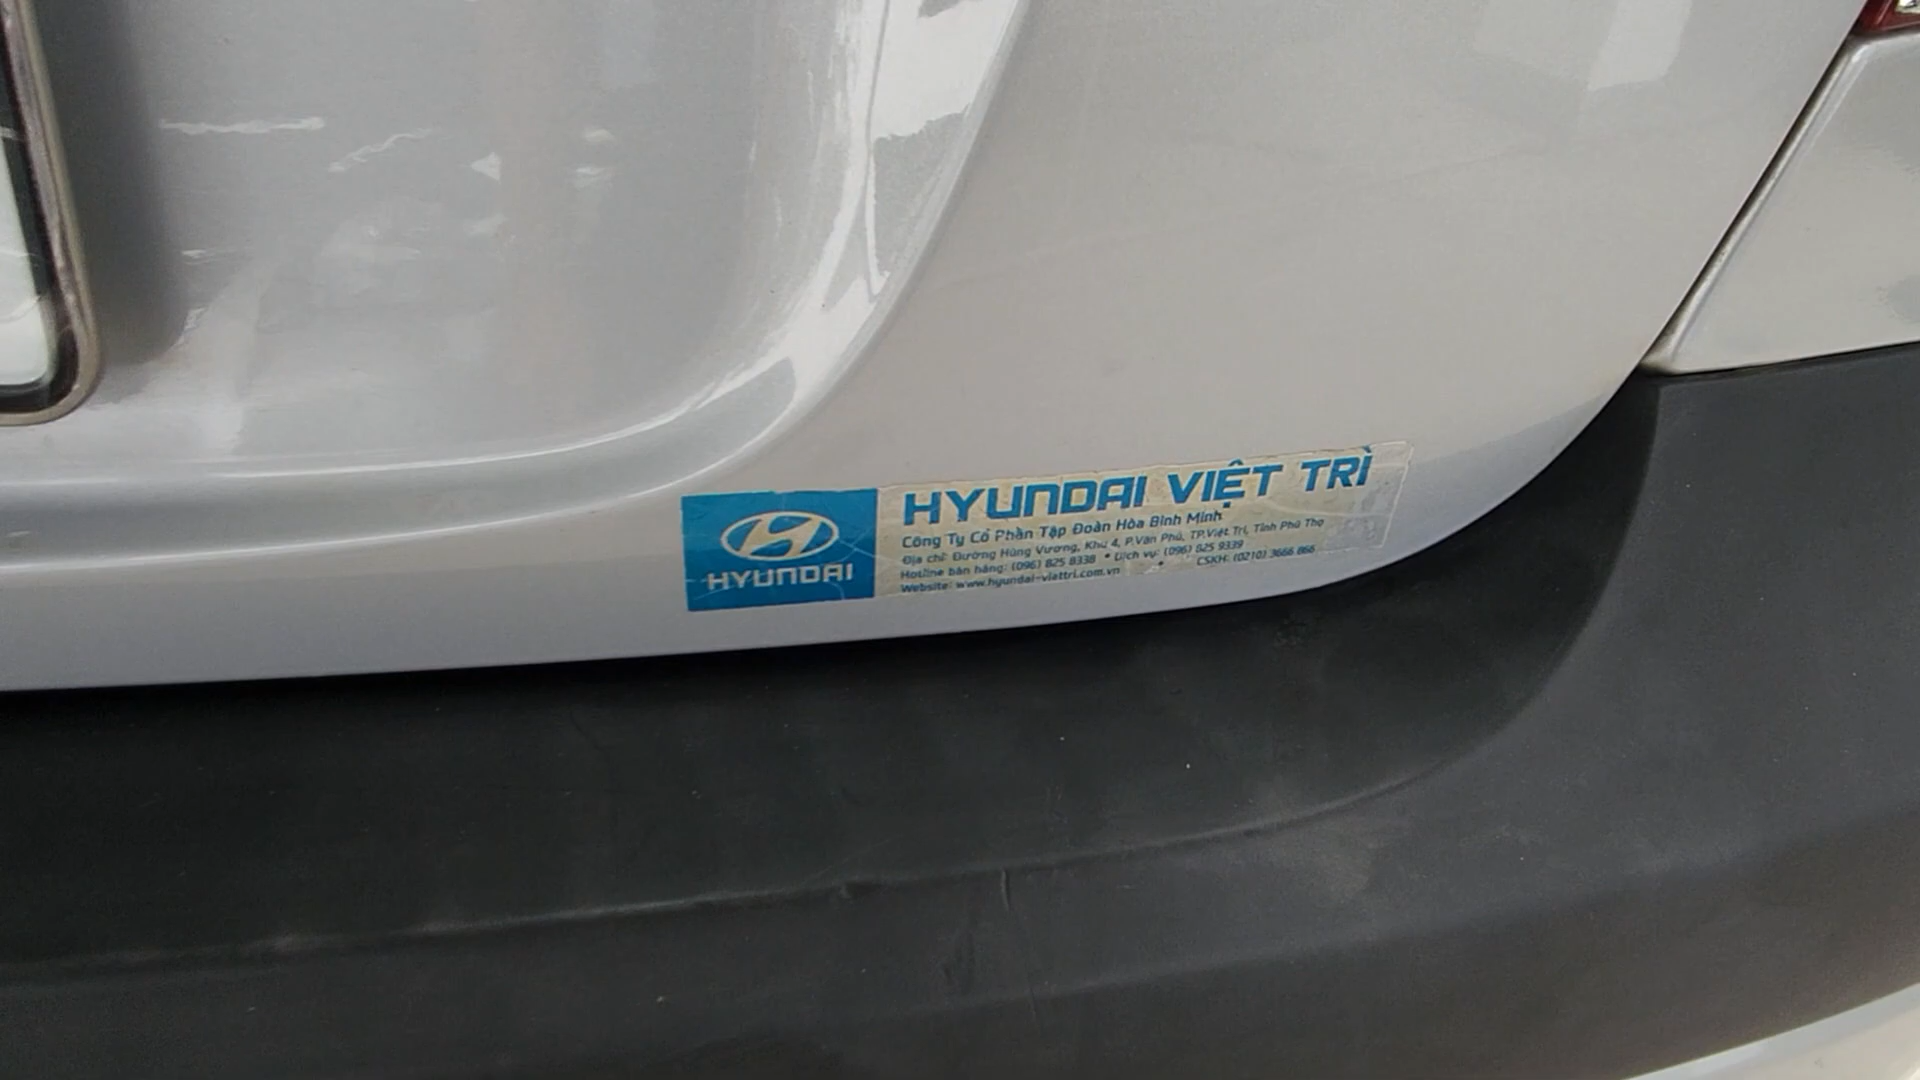 HYUNDAI
HYUNDAI VIỆT TRÌ
Công Ty Cổ Phần Tập Đoàn Hòa Bình Minh
Địa chỉ: Đường Hùng Vương, Khu 4, P.Vân Phú, TP.Việt Trì, Tỉnh Phú Thọ
Hotline bán hàng: (096) 825 8338 * Dịch vụ: (096) 825 9339
Website: www.hyundai-viettri.com.vn * CSKH: (0210) 3666 866